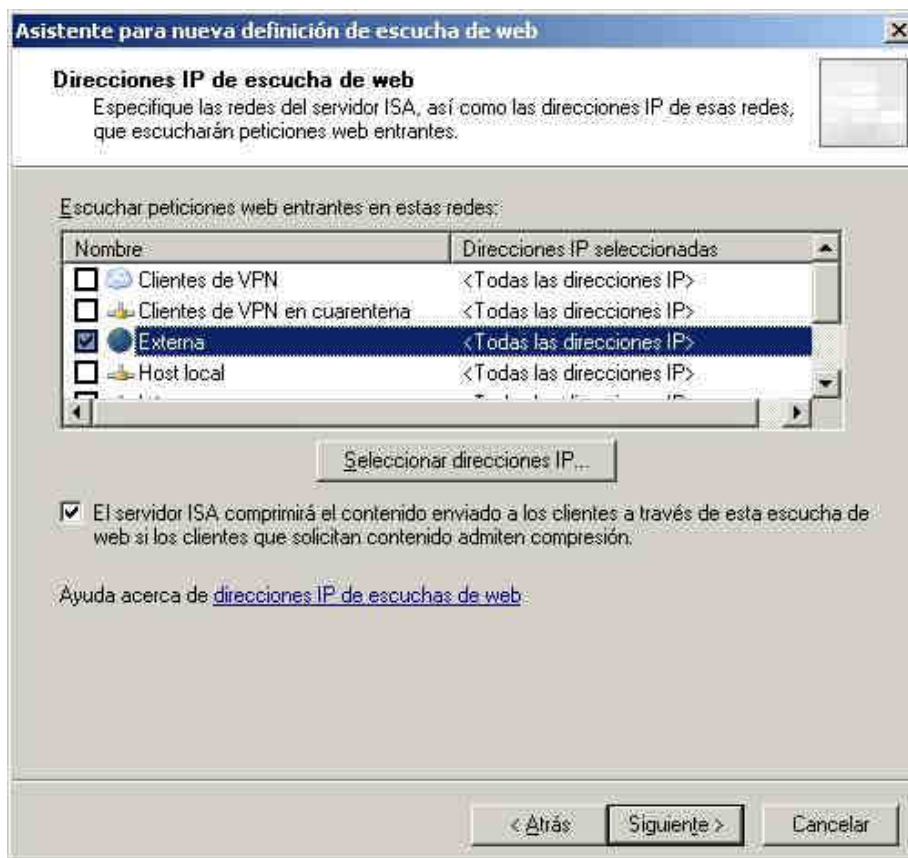 Asistente para nueva definición de escucha de web
Direcciones IP de escucha de web
Especifique las redes del servidor ISA, así como las direcciones IP de esas redes,
que escucharán peticiones web entrantes.
Escuchar peticiones web entrantes en estas redes:
Nombre Direcciones IP seleccionadas
Clientes de VPN <Todas las direcciones IP>
Clientes de VPN en cuarentena <Todas las direcciones IP>
Externa <Todas las direcciones IP>
Host local <Todas las direcciones IP>
Seleccionar direcciones IP...
El servidor ISA comprimirá el contenido enviado a los clientes a través de esta escucha de
web si los clientes que solicitan contenido admiten compresión.
Ayuda acerca de direcciones IP de escuchas de web
< Atrás Siguiente > Cancelar